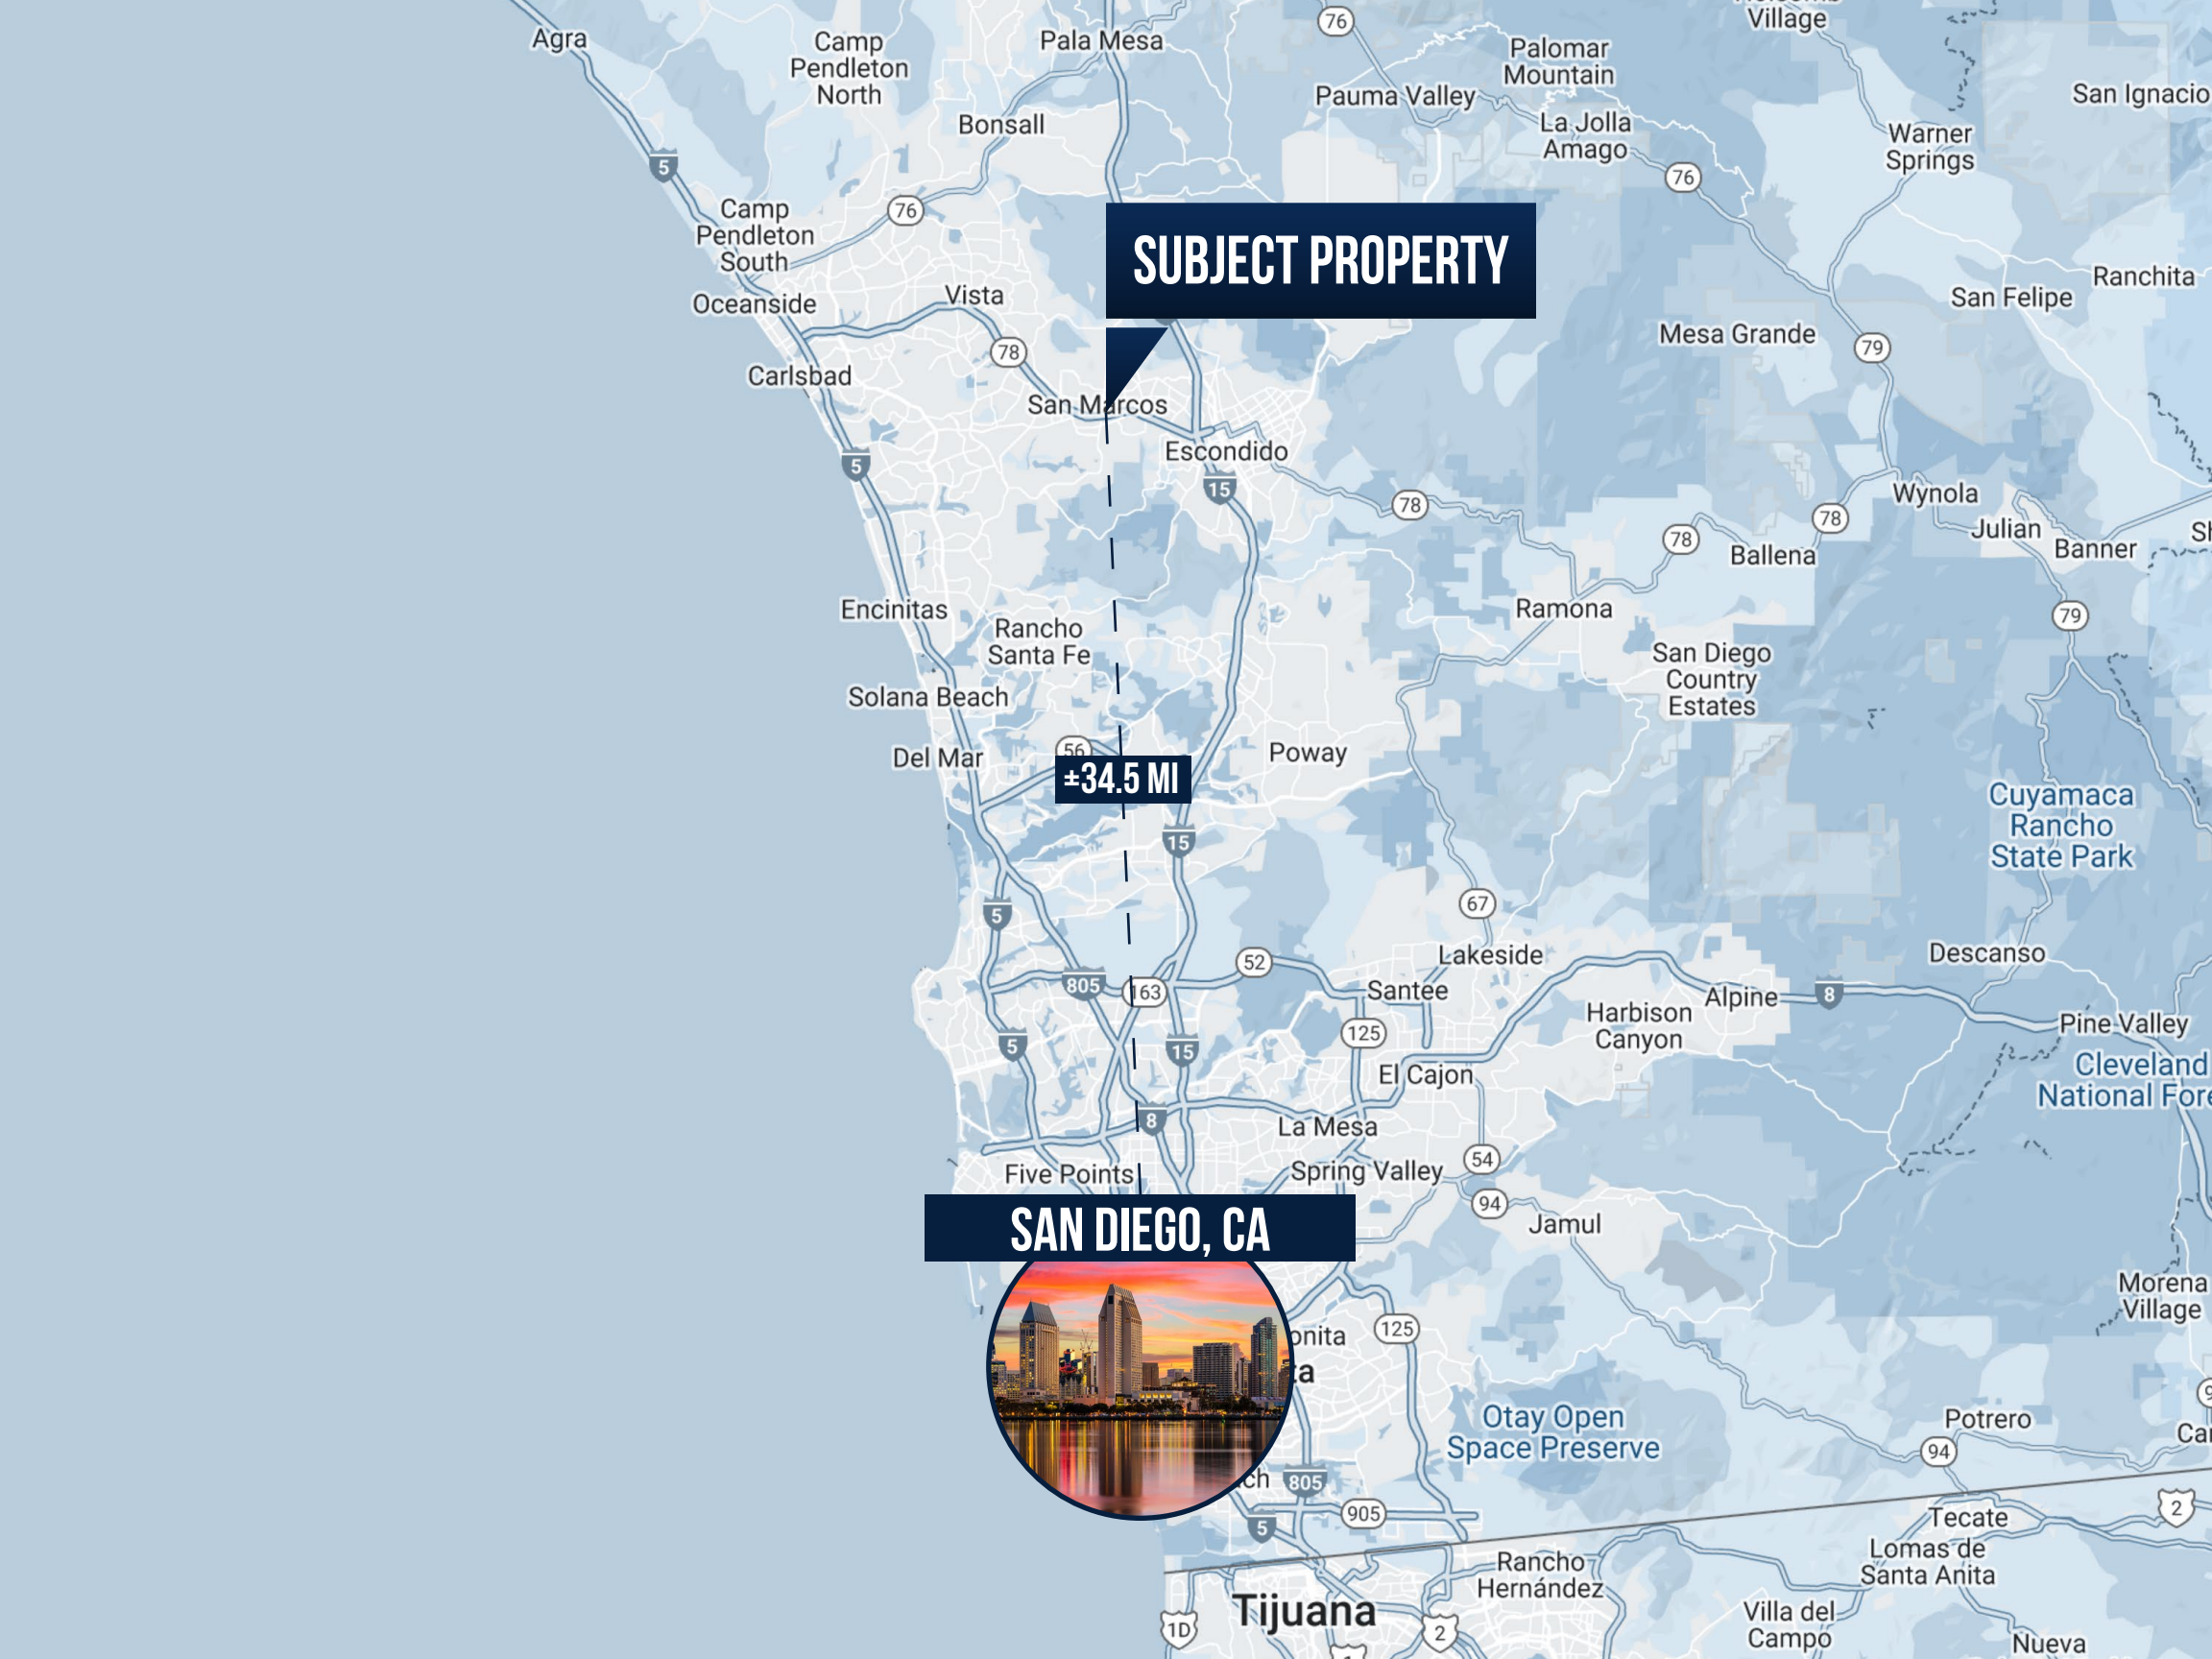 Agra
Camp
Pendleton
North
Pala Mesa
76
Village
Palomar
Mountain
Pauma Valley
La Jolla
Amago
San Ignacio
Warner
Springs
Bonsall
5
76
76
Camp
Pendleton
South
Oceanside
Vista
SUBJECT PROPERTY
Ranchita
San Felipe
Mesa Grande
79
78
Carlsbad
San Marcos
Escondido
5
15
78
Wynola
78
78
Julian
Banner
Ballena
Encinitas
Rancho
Santa Fe
Ramona
79
San Diego
Country
Estates
Solana Beach
56
Del Mar
Poway
±34.5 MI
Cuyamaca
Rancho
State Park
15
5
67
Lakeside
Descanso
52
805
163
Santee
Alpine
8
Harbison
Canyon
125
Pine Valley
5
15
El Cajon
Cleveland
National Fore
8
La Mesa
Five Points
Spring Valley
54
94
Jamul
SAN DIEGO, CA
Morena
Village
onita
125
ta
Otay Open
Space Preserve
Potrero
94
Ca
ch
805
905
5
2
Tecate
Lomas de
Santa Anita
Rancho
Hernández
Tijuana
1D
2
Villa del
Campo
Nueva